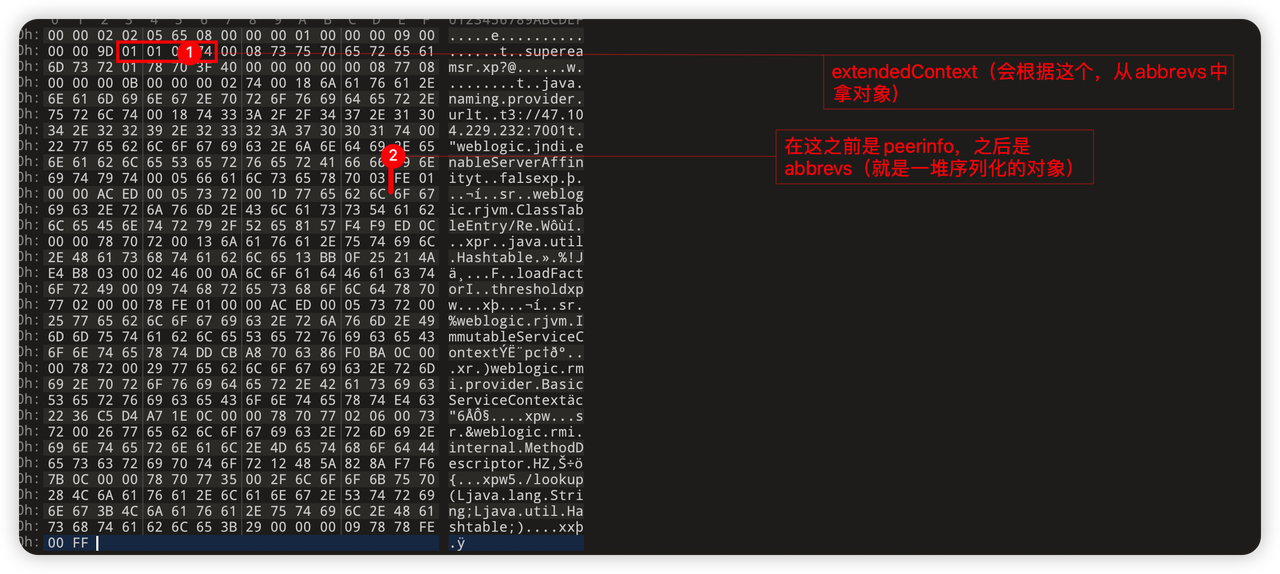 0 1 2 3 4 5 6 7 8 9 A B C D E F 0123456789ABCDEF
0h: 00 00 02 02 05 65 08 00 00 00 01 00 00 00 09 00 .....e..........
0h: 00 00 9D 01 01 0 1 74 00 08 73 75 70 65 72 65 61 ......t..superea
extendedContext（会根据这个，从abbrevs中
拿对象）
0h: 6D 73 72 01 78 70 3F 40 00 00 00 00 00 08 77 08 msr.xp?@......w.
0h: 00 00 00 0B 00 00 00 02 74 00 18 6A 61 76 61 2E ........t..java.
0h: 6E 61 6D 69 6E 67 2E 70 72 6F 76 69 64 65 72 2E naming.provider.
0h: 75 72 6C 74 00 18 74 33 3A 2F 2F 34 37 2E 31 30 urlt..t3://47.10
0h: 34 2E 32 32 39 2E 32 33 32 3A 37 30 30 31 74 00 4.229.232:7001t.
0h: 22 77 65 62 6C 6F 67 69 63 2E 6A 6E 64 69 2E 65 "weblogic.jndi.e
在这之前是peerinfo，之后是
abbrevs（就是一堆序列化的对象）
0h: 6E 61 62 6C 65 53 65 72 76 65 72 41 66 66 2 6E nableServerAffin
0h: 69 74 79 74 00 05 66 61 6C 73 65 78 70 03 FE 01 ityt..falsexp.þ.
0h: 00 00 AC ED 00 05 73 72 00 1D 77 65 62 6C 6F 67 ..¬í..sr..weblog
0h: 69 63 2E 72 6A 76 6D 2E 43 6C 61 73 73 54 61 62 ic.rjvm.ClassTab
0h: 6C 65 45 6E 74 72 79 2F 52 65 81 57 F4 F9 ED 0C leEntry/Re.Wôùí.
0h: 00 00 78 70 72 00 13 6A 61 76 61 2E 75 74 69 6C ..xpr..java.util
0h: 2E 48 61 73 68 74 61 62 6C 65 13 BB 0F 25 21 4A .Hashtable.».%!J
0h: E4 B8 03 00 02 46 00 0A 6C 6F 61 64 46 61 63 74 ä¸...F..loadFact
0h: 6F 72 49 00 09 74 68 72 65 73 68 6F 6C 64 78 70 orI..thresholdxp
0h: 77 02 00 00 78 FE 01 00 00 AC ED 00 05 73 72 00 w...xþ...¬í..sr.
0h: 25 77 65 62 6C 6F 67 69 63 2E 72 6A 76 6D 2E 49 %weblogic.rjvm.I
0h: 6D 6D 75 74 61 62 6C 65 53 65 72 76 69 63 65 43 mmutableServiceC
0h: 6F 6E 74 65 78 74 DD CB A8 70 63 86 F0 BA 0C 00 ontextÝË¨pc†ðº..
0h: 00 78 72 00 29 77 65 62 6C 6F 67 69 63 2E 72 6D .xr.)weblogic.rm
0h: 69 2E 70 72 6F 76 69 64 65 72 2E 42 61 73 69 63 i.provider.Basic
0h: 53 65 72 76 69 63 65 43 6F 6E 74 65 78 74 E4 63 ServiceContextäc
0h: 22 36 C5 D4 A7 1E 0C 00 00 78 70 77 02 06 00 73 "6ÅÔ§....xpw...s
0h: 72 00 26 77 65 62 6C 6F 67 69 63 2E 72 6D 69 2E r.&weblogic.rmi.
0h: 69 6E 74 65 72 6E 61 6C 2E 4D 65 74 68 6F 64 44 internal.MethodD
0h: 65 73 63 72 69 70 74 6F 72 12 48 5A 82 8A F7 F6 escriptor.HZ‚Š÷ö
0h: 7B 0C 00 00 78 70 77 35 00 2F 6C 6F 6F 6B 75 70 {...xpw5./lookup
0h: 28 4C 6A 61 76 61 2E 6C 61 6E 67 2E 53 74 72 69 (Ljava.lang.Stri
0h: 6E 67 3B 4C 6A 61 76 61 2E 75 74 69 6C 2E 48 61 ng;Ljava.util.Ha
0h: 73 68 74 61 62 6C 65 3B 29 00 00 00 09 78 78 FE shtable;)....xxþ
0h: 00 FF .ÿ